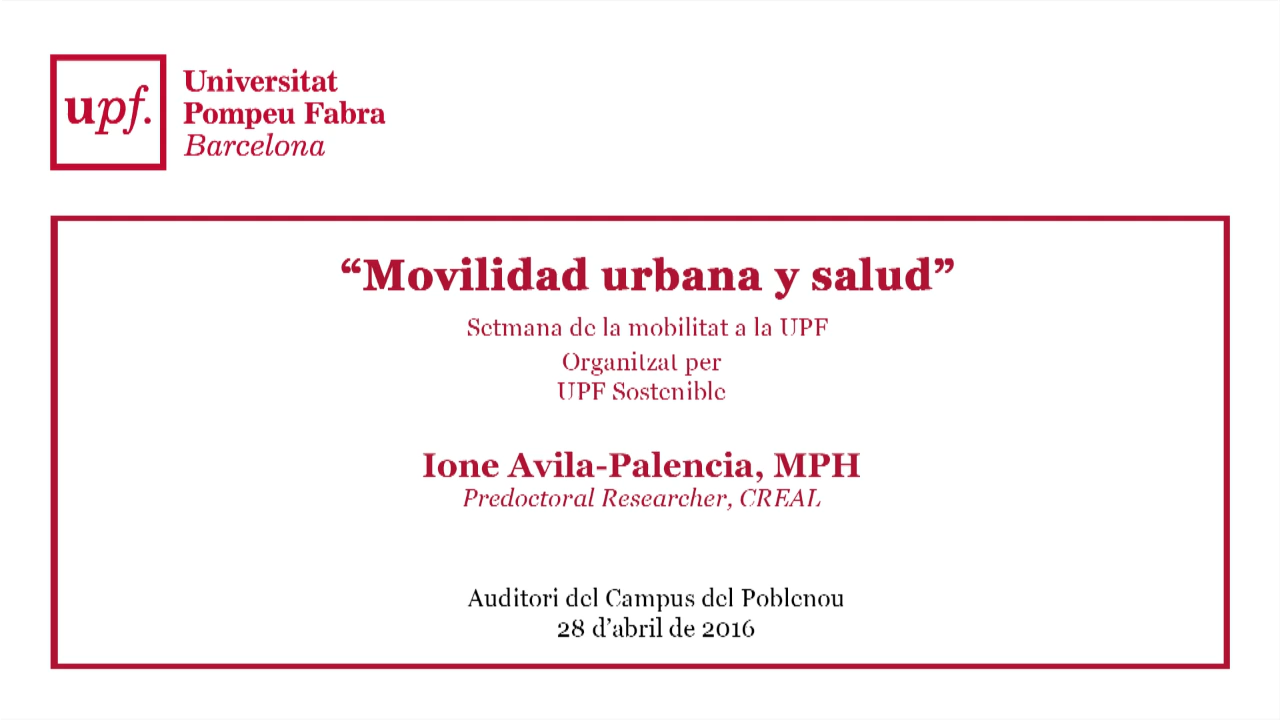 upf.
Universitat
Pompeu Fabra
Barcelona
“Movilidad urbana y salud”
Setmana de la mobilitat a la UPF
Organitzat per
UPF Sostenible
Ione Avila-Palencia, MPH
Predoctoral Researcher, CREAL
Auditori del Campus del Poblenou
28 d’abril de 2016